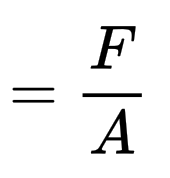 = F/A